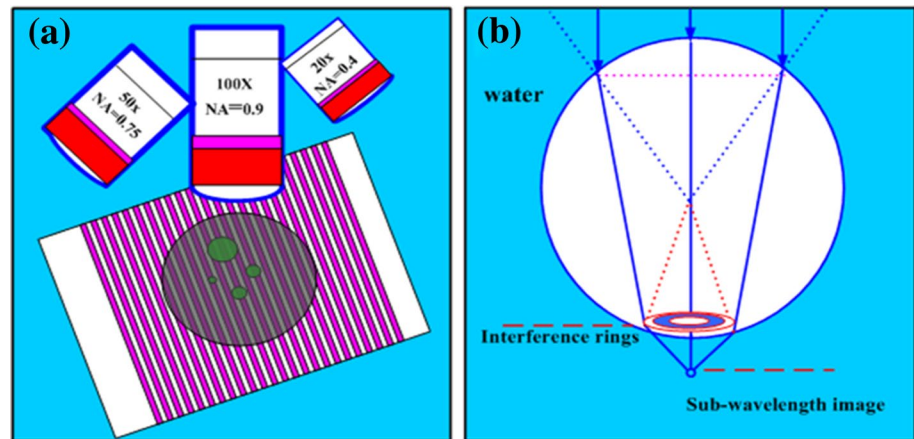 (a)
50x
NA=0.75
100X
NA=0.9
20x
NA=0.4
(b)
water
Interference rings
Sub-wavelength image